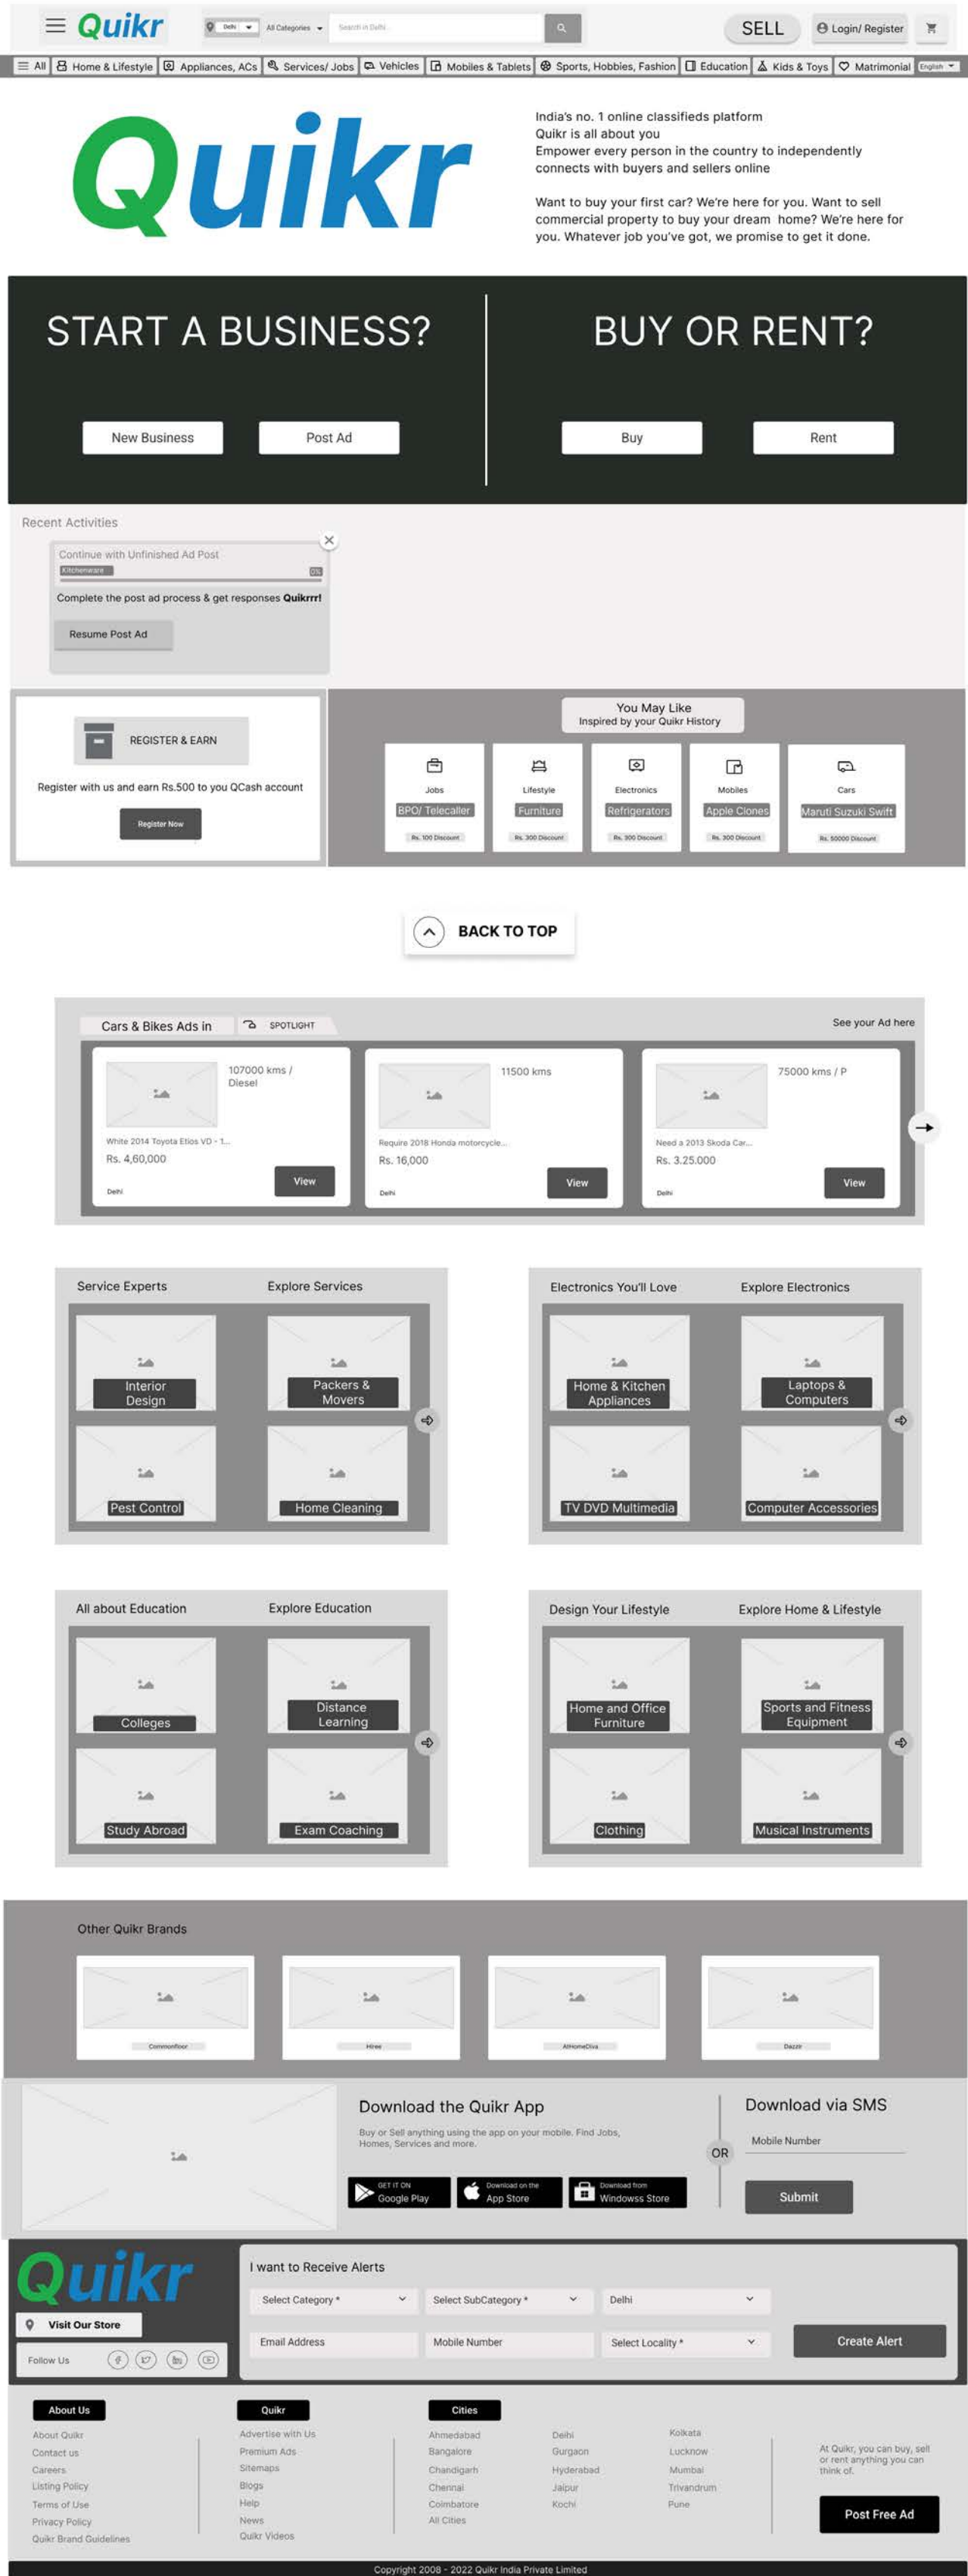 Quikr
Delhi
All Categories
Search in Delhi
SELL
Login/ Register
All
Home & Lifestyle
Appliances, ACs
Services/ Jobs
Vehicles
Mobiles & Tablets
Sports, Hobbies, Fashion
Education
Kids & Toys
Matrimonial
English
Quikr
India's no. 1 online classifieds platform
Quikr is all about you
Empower every person in the country to independently
connects with buyers and sellers online
Want to buy your first car? We're here for you. Want to sell
commercial property to buy your dream home? We're here for
you. Whatever job you've got, we promise to get it done.
START A BUSINESS?
New Business
Post Ad
BUY OR RENT?
Buy
Rent
Recent Activities
Continue with Unfinished Ad Post
Kitchenware
0%
Complete the post ad process & get responses Quikrrr!
Resume Post Ad
REGISTER & EARN
Register with us and earn Rs.500 to you QCash account
Register Now
You May Like
Inspired by your Quikr History
Jobs
BPO/ Telecaller
Rs. 100 Discount
Lifestyle
Furniture
Rs. 300 Discount
Electronics
Refrigerators
Rs. 300 Discount
Mobiles
Apple Clones
Rs. 300 Discount
Cars
Maruti Suzuki Swift
Rs. 50000 Discount
BACK TO TOP
Cars & Bikes Ads in
SPOTLIGHT
See your Ad here
107000 kms /
Diesel
White 2014 Toyota Etios VD - 1...
Rs. 4,60,000
View
Delhi
11500 kms
Require 2018 Honda motorcycle...
Rs. 16,000
View
Delhi
75000 kms / P
Need a 2013 Skoda Car...
Rs. 3.25.000
View
Delhi
Service Experts
Explore Services
Interior
Design
Packers &
Movers
Pest Control
Home Cleaning
Electronics You'll Love
Explore Electronics
Home & Kitchen
Appliances
Laptops &
Computers
TV DVD Multimedia
Computer Accessories
All about Education
Explore Education
Colleges
Distance
Learning
Study Abroad
Exam Coaching
Design Your Lifestyle
Explore Home & Lifestyle
Home and Office
Furniture
Sports and Fitness
Equipment
Clothing
Musical Instruments
Other Quikr Brands
Commonfloor
Hiree
AtHomeDiva
Dazzlr
Download the Quikr App
Buy or Sell anything using the app on your mobile. Find Jobs,
Homes, Services and more.
GET IT ON
Google Play
Download on the
App Store
Download from
Windowss Store
OR
Download via SMS
Mobile Number
Submit
Quikr
Visit Our Store
Follow Us
I want to Receive Alerts
Select Category *
Select SubCategory *
Delhi
Email Address
Mobile Number
Select Locality *
Create Alert
About Us
About Quikr
Contact us
Careers
Listing Policy
Terms of Use
Privacy Policy
Quikr Brand Guidelines
Quikr
Advertise with Us
Premium Ads
Sitemaps
Blogs
Help
News
Quikr Videos
Cities
Ahmedabad
Bangalore
Chandigarh
Chennai
Coimbatore
All Cities
Delhi
Gurgaon
Hyderabad
Jaipur
Kochi
Kolkata
Lucknow
Mumbai
Trivandrum
Pune
At Quikr, you can buy, sell
or rent anything you can
think of.
Post Free Ad
Copyright 2008 - 2022 Quikr India Private Limited